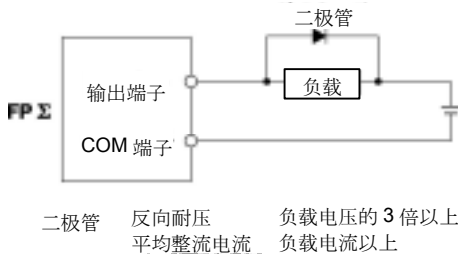 二极管
输出端子
负载
FP Σ
COM 端子
二极管 反向耐压 负载电压的 3 倍以上
平均整流电流 负载电流以上